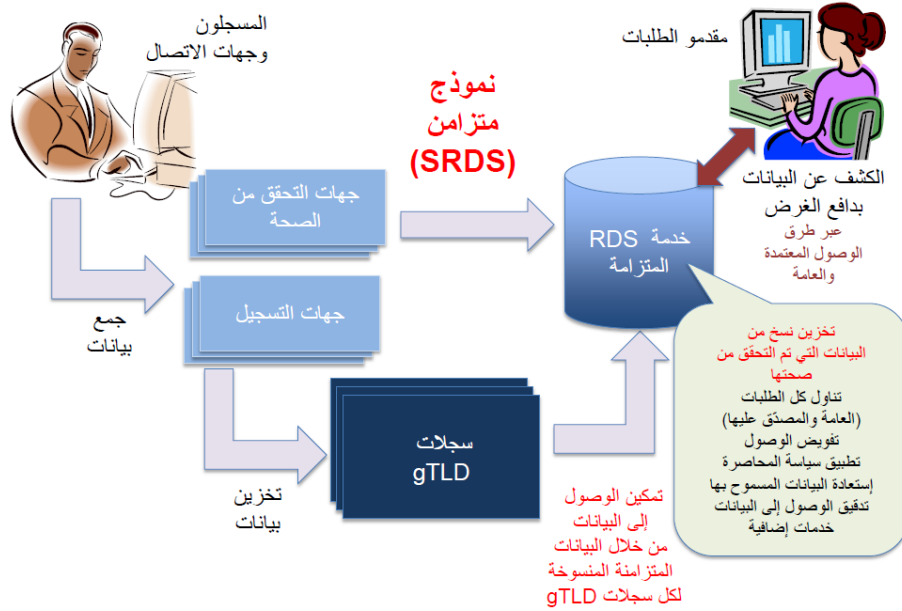 المسجلون
وجهات الاتصال
نموذج
متزامن
(SRDS)
مقدمو الطلبات
الكشف عن البيانات
بدافع الغرض
عبر طرق
الوصول المعتمدة
والعامة
جهات التحقق من
الصحة
خدمة RDS
المتزامة
جهات التسجيل
جمع
بيانات
سجلات
gTLD
تخزين
بيانات
تمكين الوصول
إلى البيانات
من خلال البيانات
المتزامنة المنسوخة
لكل سجلات gTLD
تخزين نسخ من
البيانات التي تم التحقق من
صحتها
تناول كل الطلبات
(العامة والمصدّق عليها)
تفويض الوصول
تطبيق سياسة المحاصرة
إستعادة البيانات المسموح بها
تدقيق الوصول إلى البيانات
خدمات إضافية